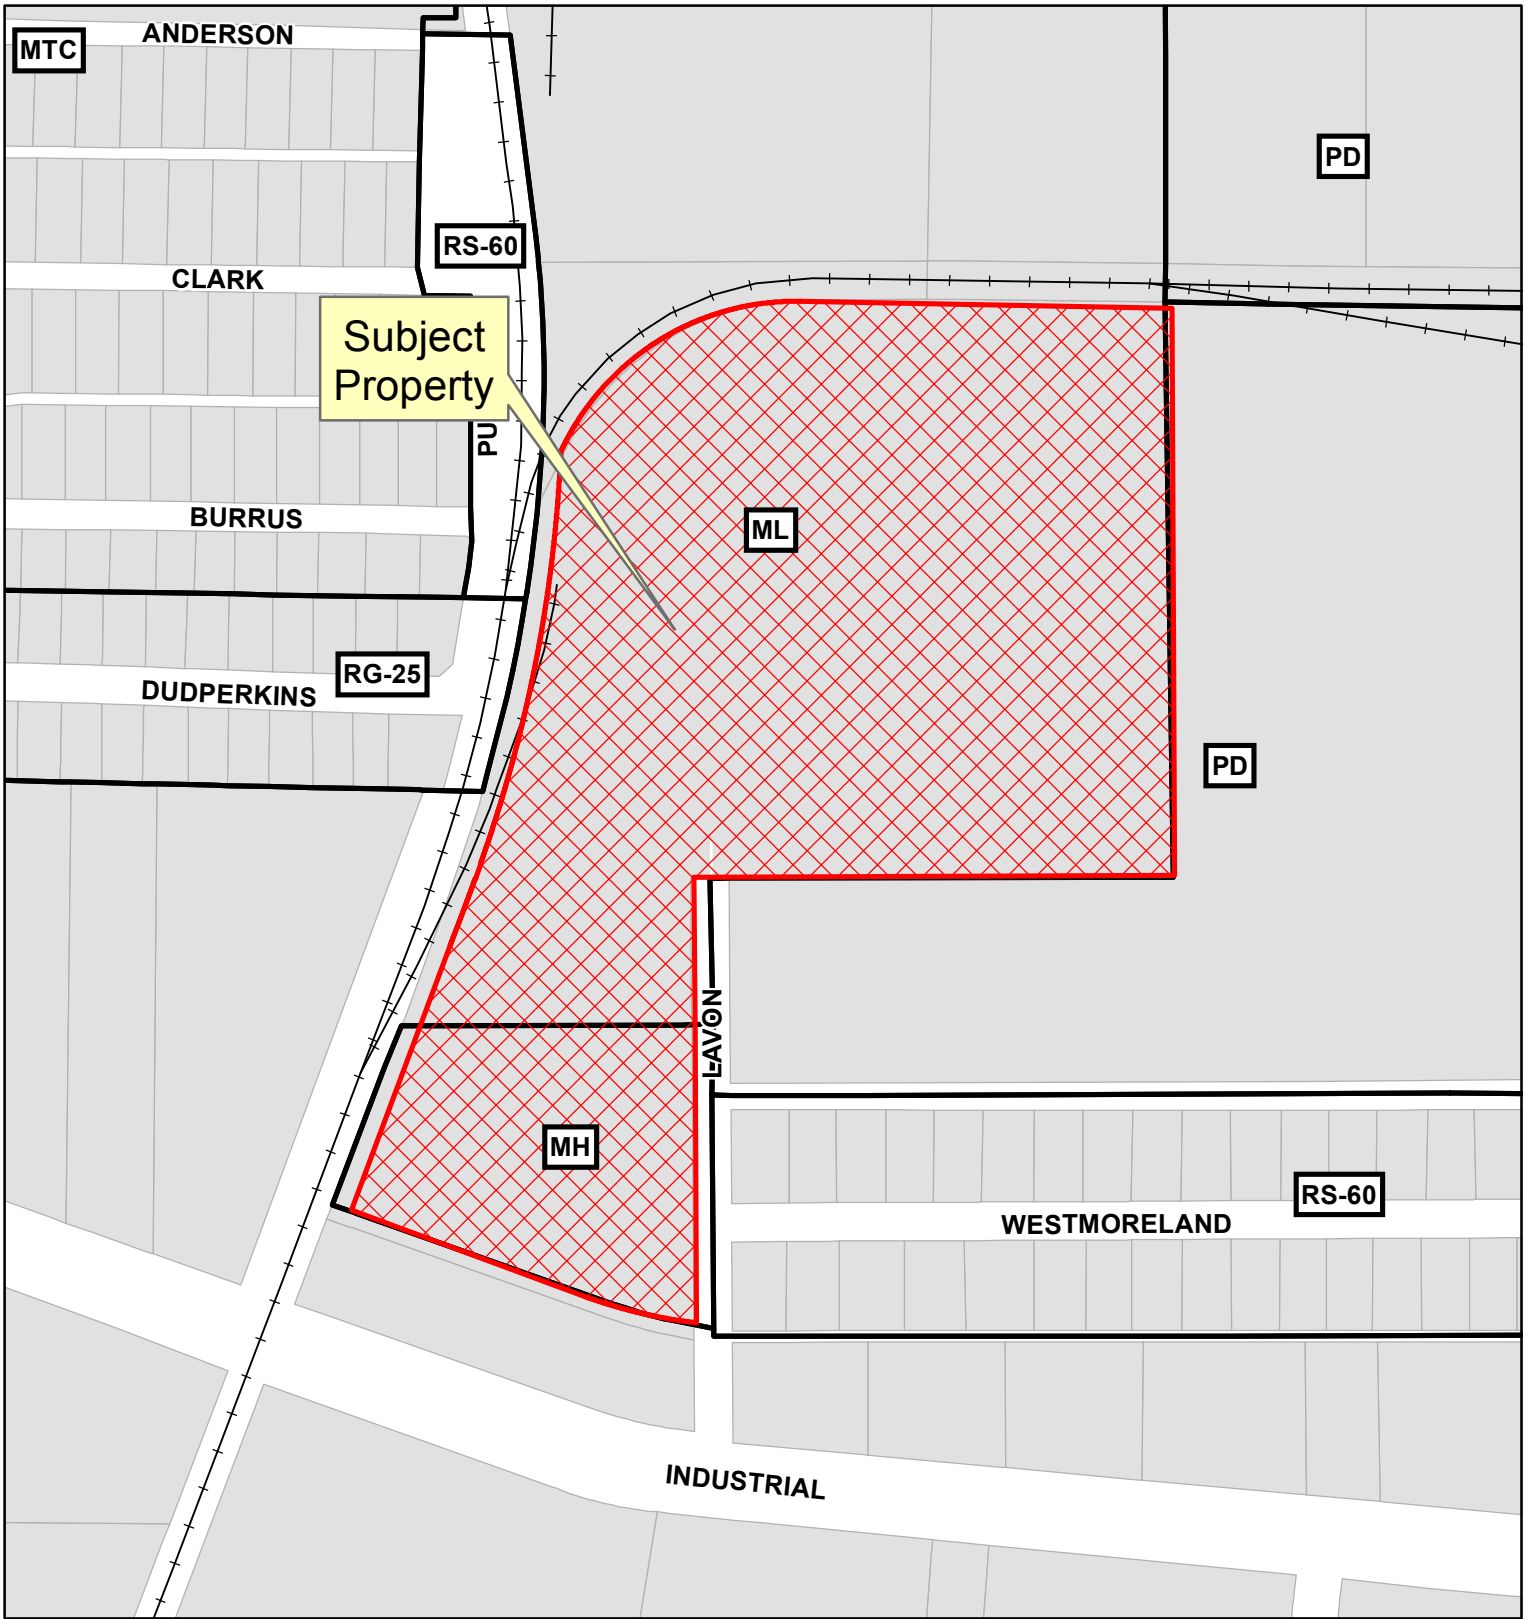 ANDERSON
MTC
PD
RS-60
CLARK
Subject
Property
PU
BURRUS
ML
RG-25
DUDPERKINS
PD
LAVON
MH
RS-60
WESTMORELAND
INDUSTRIAL